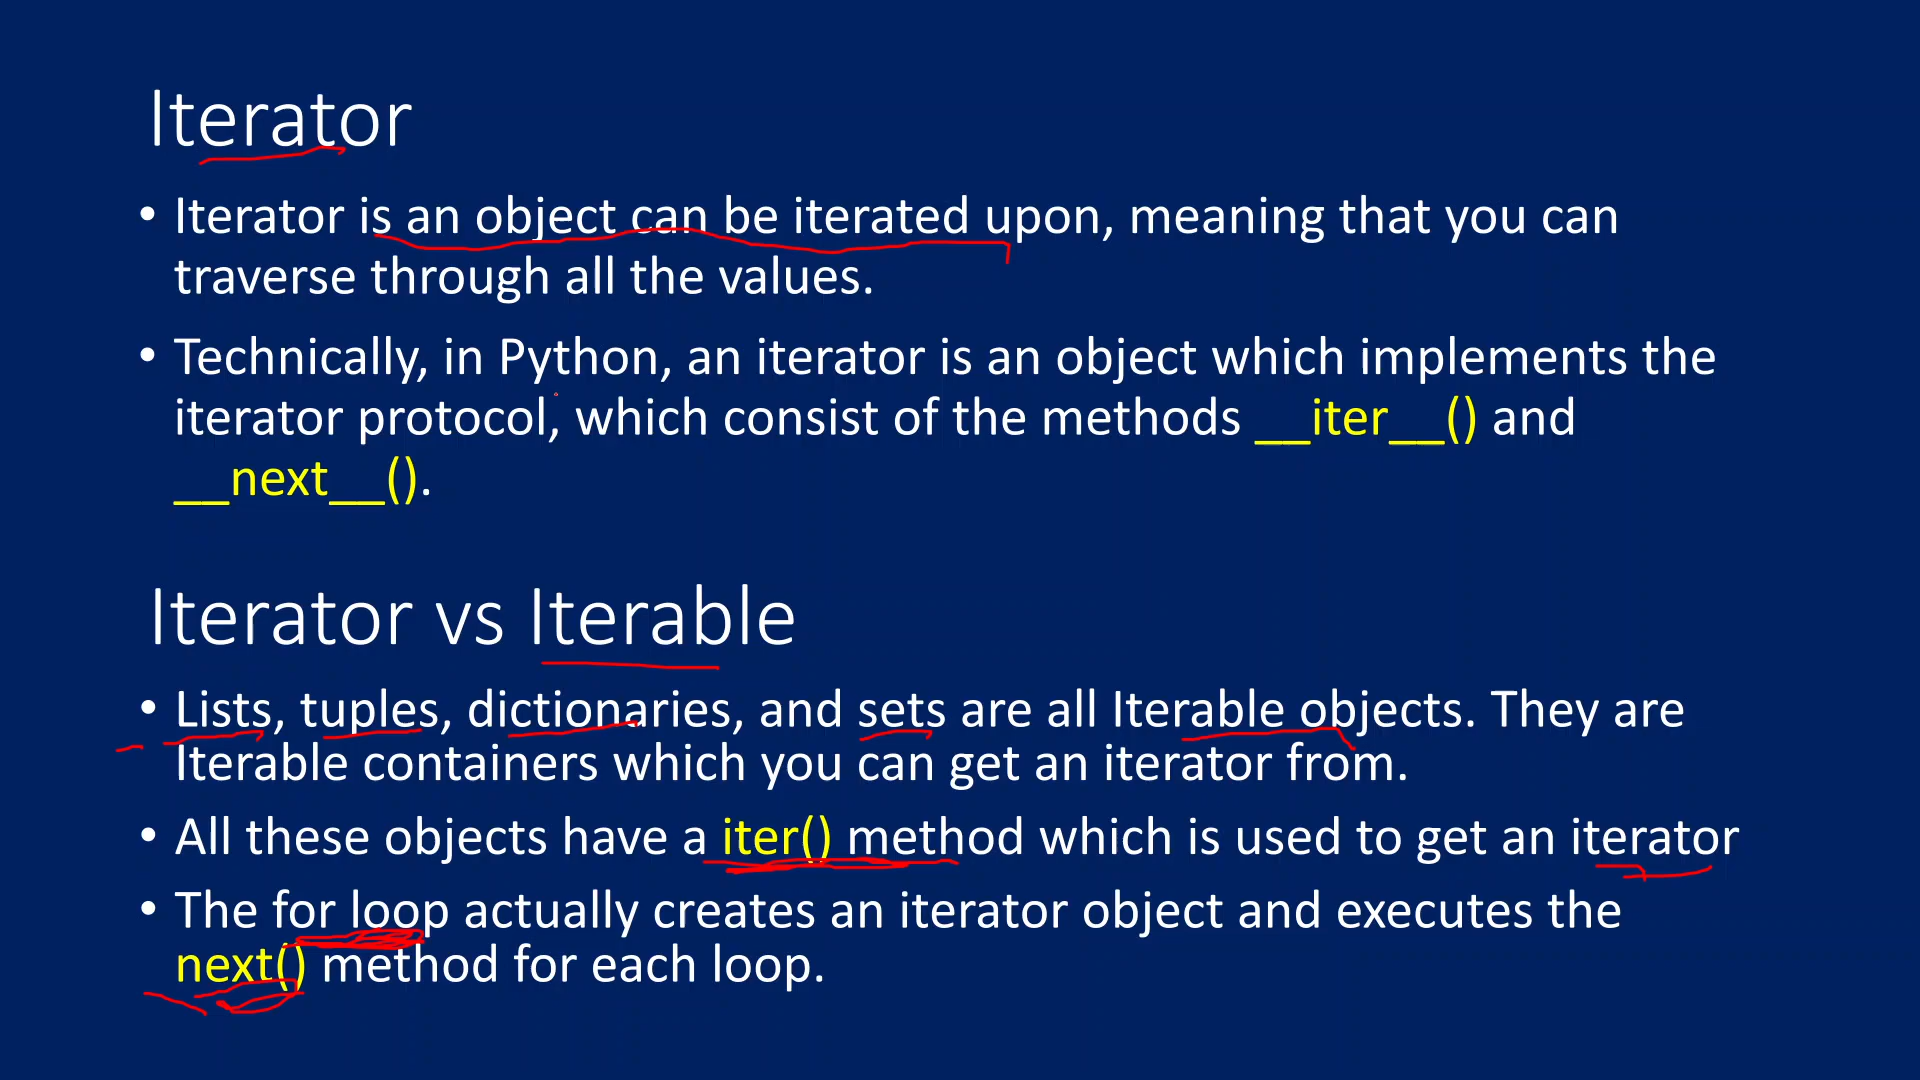 Iterator
• Iterator is an object can be iterated upon, meaning that you can
traverse through all the values.
• Technically, in Python, an iterator is an object which implements the
iterator protocol, which consist of the methods __iter__() and
__next__().
Iterator vs Iterable
• Lists, tuples, dictionaries, and sets are all Iterable objects. They are
Iterable containers which you can get an iterator from.
• All these objects have a iter() method which is used to get an iterator
• The for loop actually creates an iterator object and executes the
next() method for each loop.